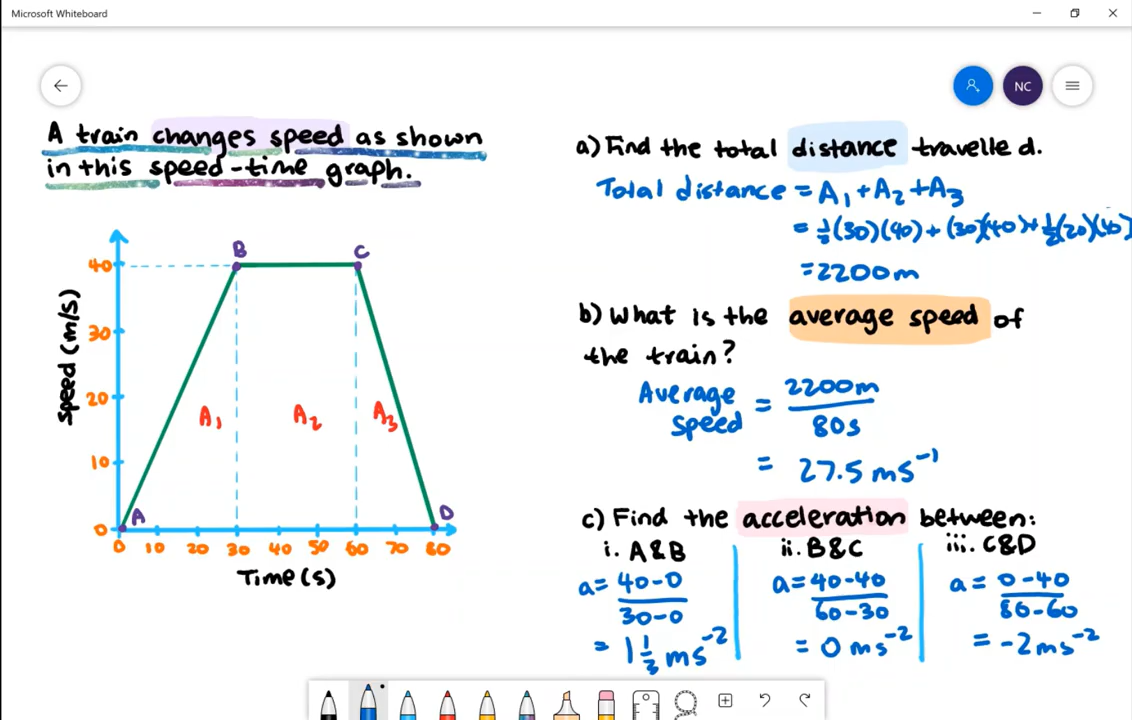 Microsoft Whiteboard
NC
A train changes speed as shown
in this speed-time graph.
Speed (m/s)
40
30
20
10
0
B
C
A
D
A₁
A₂
A₃
0 10 20 30 40 50 60 70 80
Time (s)
a) Find the total distance travelled.
Total distance = A₁ + A₂ + A₃
= ½(30)(40) + (30)(40) + ½(20)(40)
= 2200m
b) What is the average speed of
the train?
Average speed = 2200m / 80s
= 27.5 ms⁻¹
c) Find the acceleration between:
i. A&B
a = 40-0 / 30-0
= 1⅓ ms⁻²
ii. B&C
a = 40-40 / 60-30
= 0 ms⁻²
iii. C&D
a = 0-40 / 80-60
= -2 ms⁻²